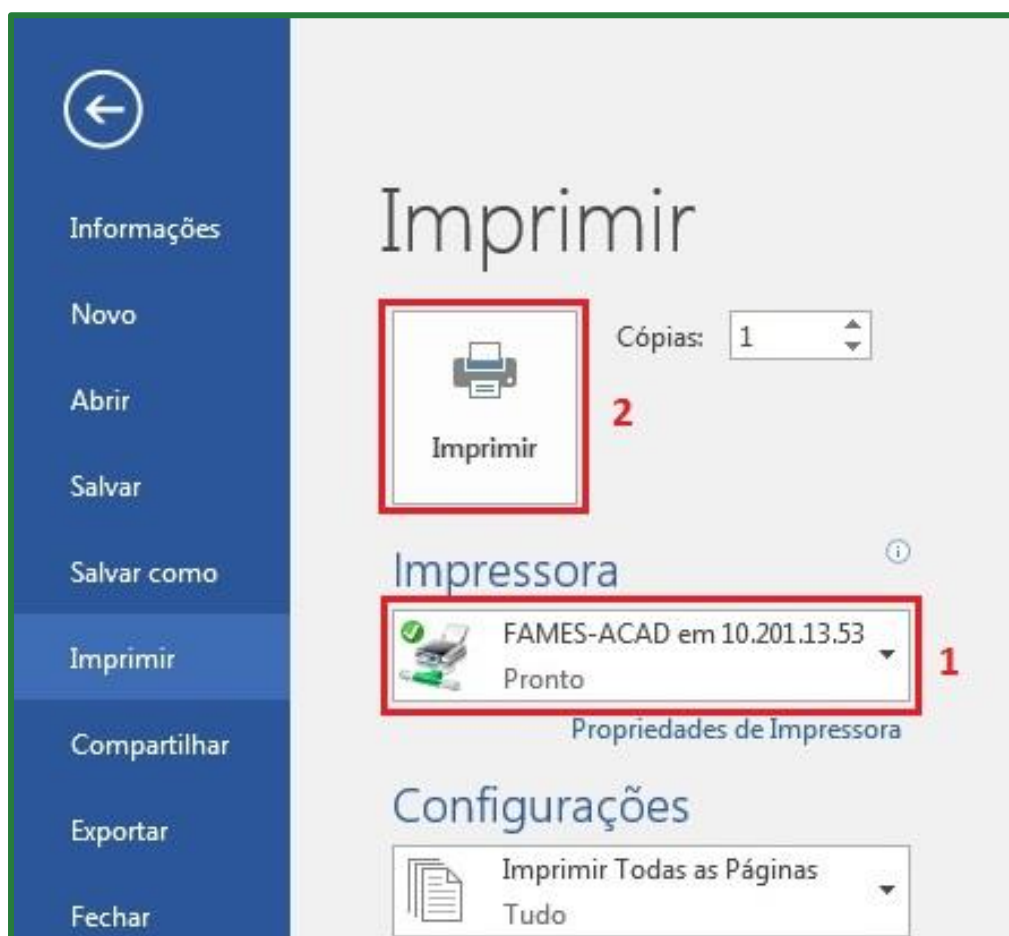 Informações
Novo
Abrir
Salvar
Salvar como
Imprimir
Compartilhar
Exportar
Fechar
Imprimir
Imprimir
Cópias: 1
2
Impressora
FAMES-ACAD em 10.201.13.53
Pronto
1
Propriedades de Impressora
Configurações
Imprimir Todas as Páginas
Tudo